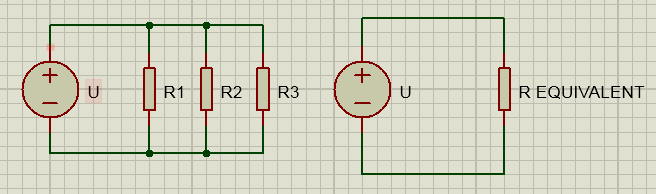 U
R1
R2
R3
U
R EQUIVALENT